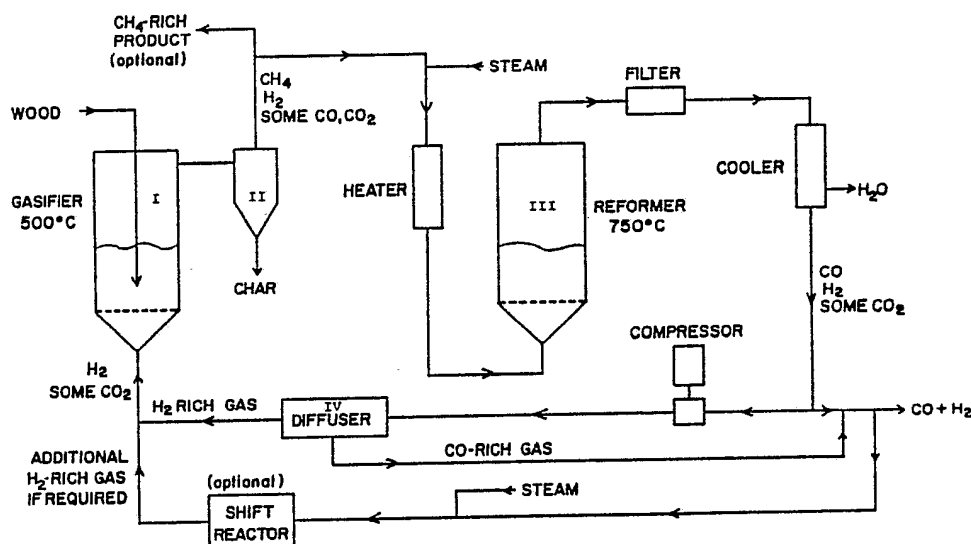 CH4-RICH
PRODUCT
(optional)
WOOD
CH4
H2
SOME CO,CO2
STEAM
FILTER
GASIFIER
500°C
I
II
CHAR
HEATER
III
REFORMER
750°C
COOLER
H2O
CO
H2
SOME CO2
COMPRESSOR
H2
SOME CO2
H2 RICH GAS
IV
DIFFUSER
CO+H2
CO-RICH GAS
ADDITIONAL
H2-RICH GAS
IF REQUIRED
(optional)
SHIFT
REACTOR
STEAM